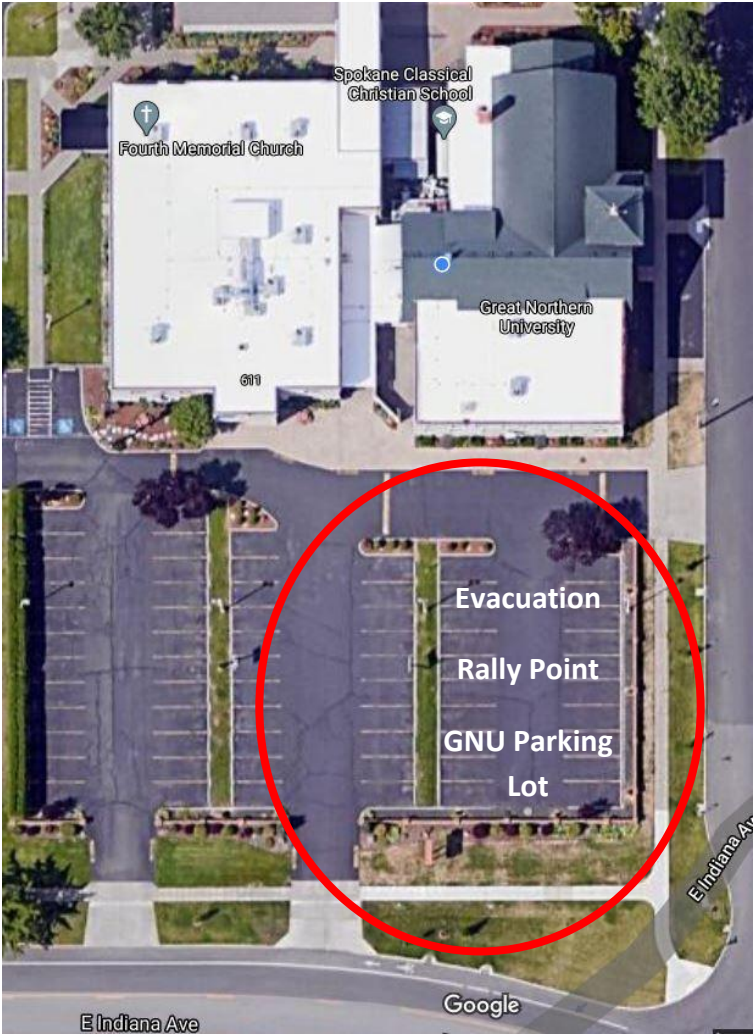 Spokane Classical
Christian School
Fourth Memorial Church
Great Northern
University
611
Evacuation
Rally Point
GNU Parking
Lot
E Indiana Av
Google
E Indiana Ave